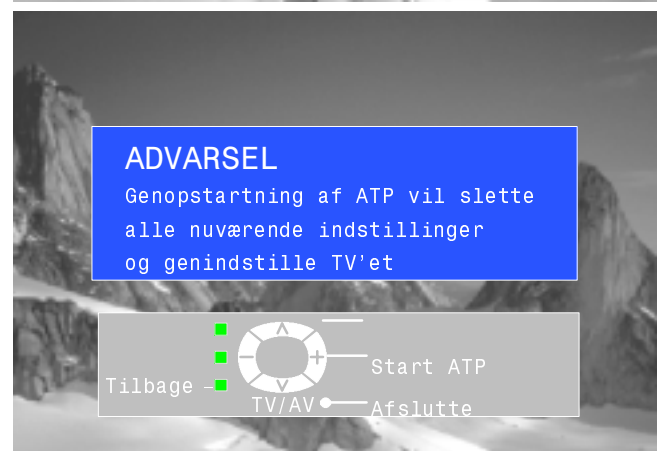 ADVARSEL
Genopstartning af ATP vil slette
alle nuværende indstillinger
og genindstille TV'et
Start ATP
Tilbage
TV/AV
Afslutte